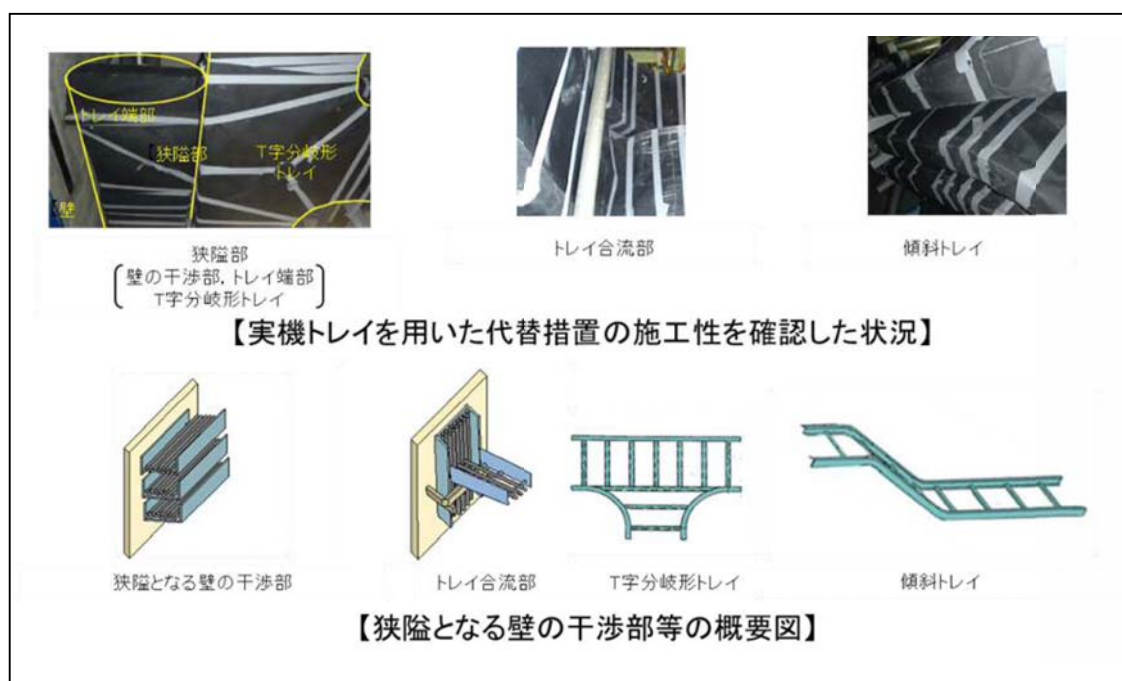 トレイ端部
狭隘部
T字分岐形
トレイ
壁
狭隘部
壁の干渉部，トレイ端部
T字分岐形トレイ
トレイ合流部
傾斜トレイ
【実機トレイを用いた代替措置の施工性を確認した状況】
狭隘となる壁の干渉部
トレイ合流部
T字分岐形トレイ
傾斜トレイ
【狭隘となる壁の干渉部等の概要図】